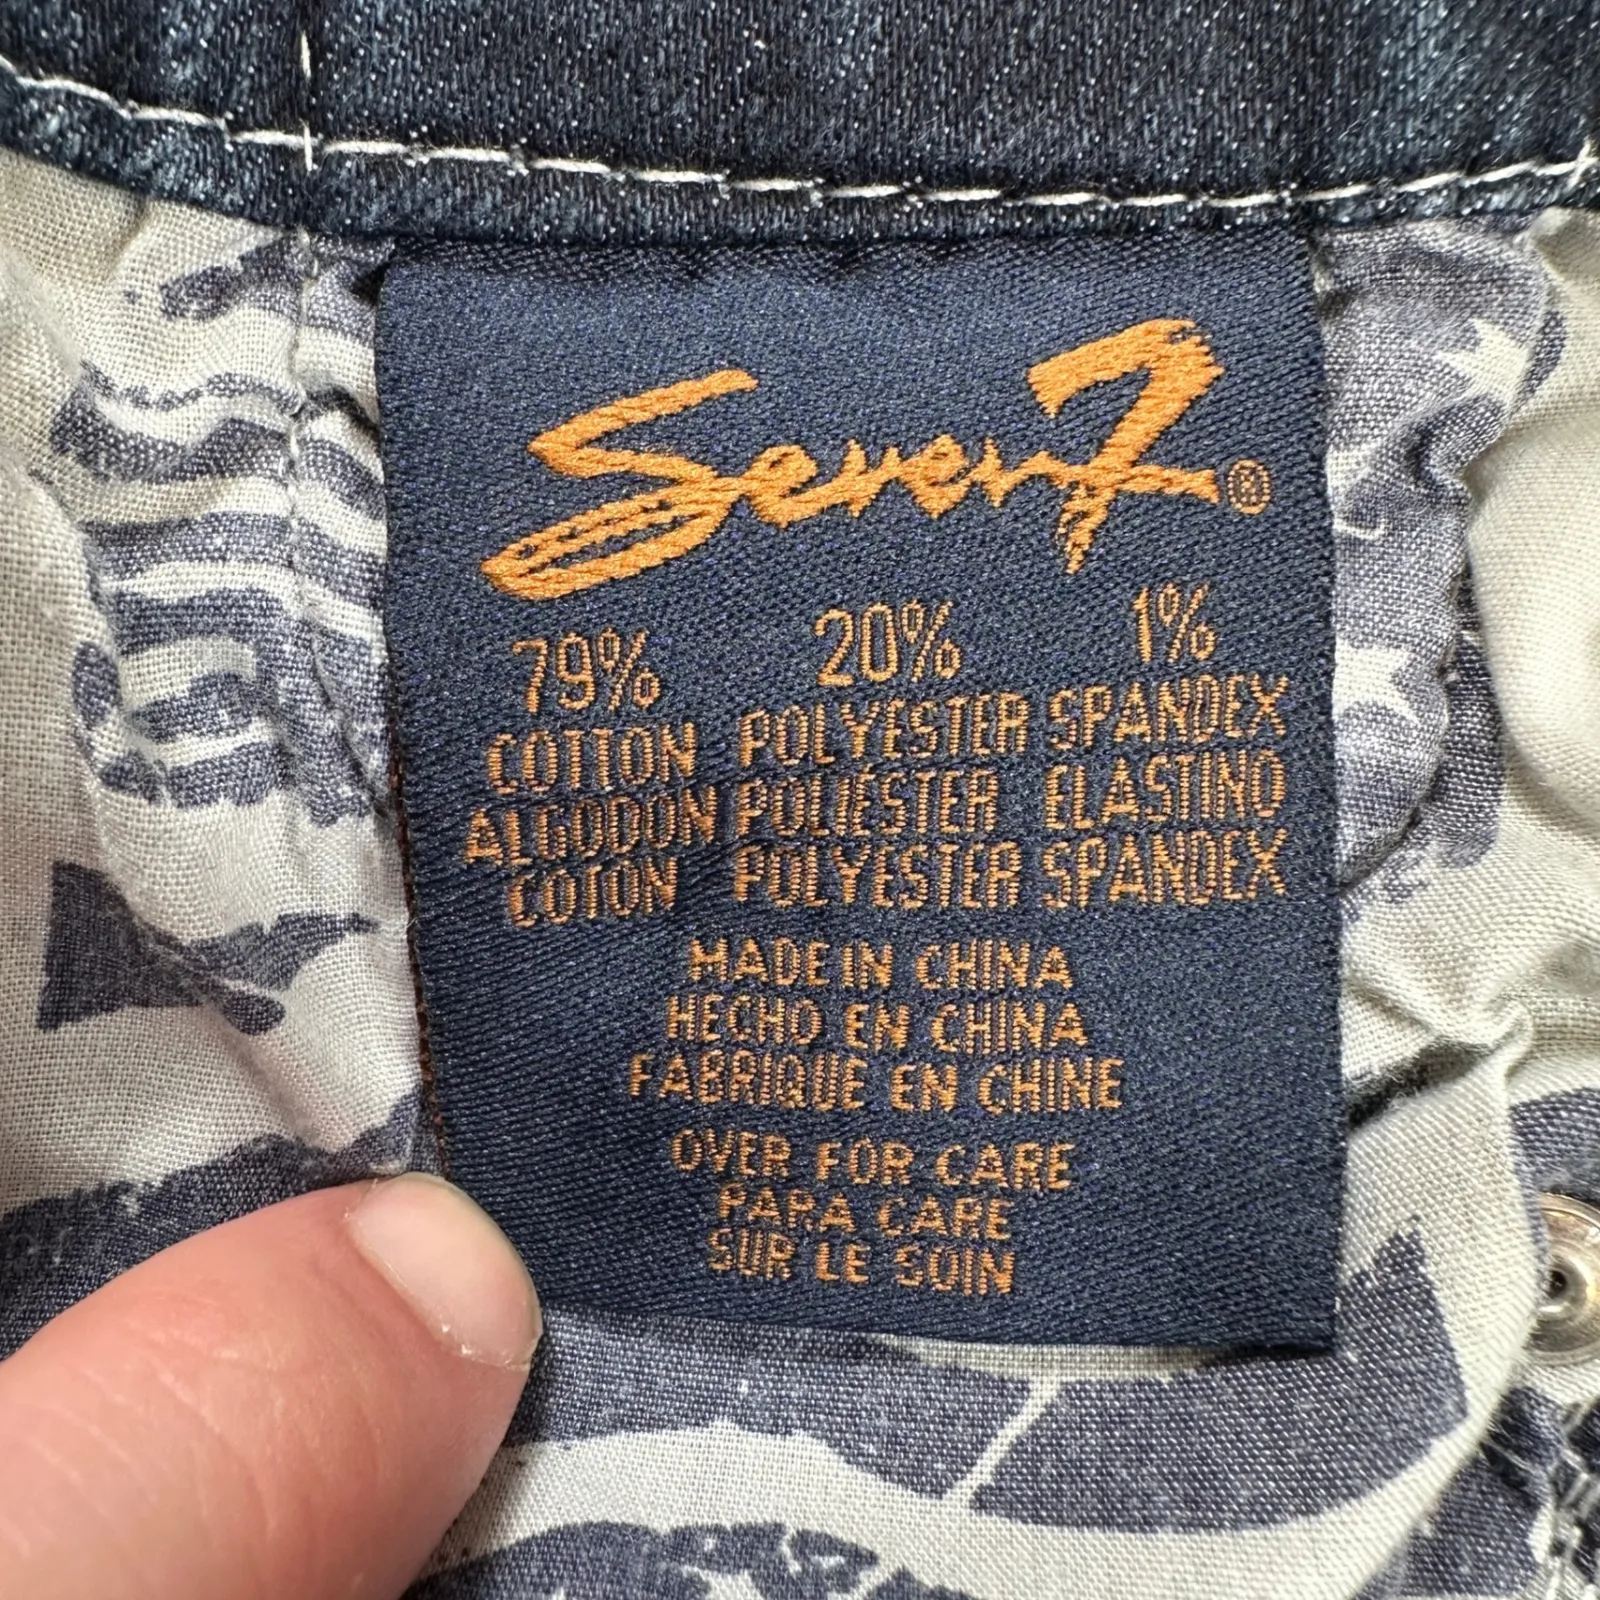 Seven7®
79% 20% 1%
COTTON POLYESTER SPANDEX
ALGODON POLIÉSTER ELASTINO
COTON POLYESTER SPANDEX
MADE IN CHINA
HECHO EN CHINA
FABRIQUE EN CHINE
OVER FOR CARE
PARA CARE
SUR LE SOIN